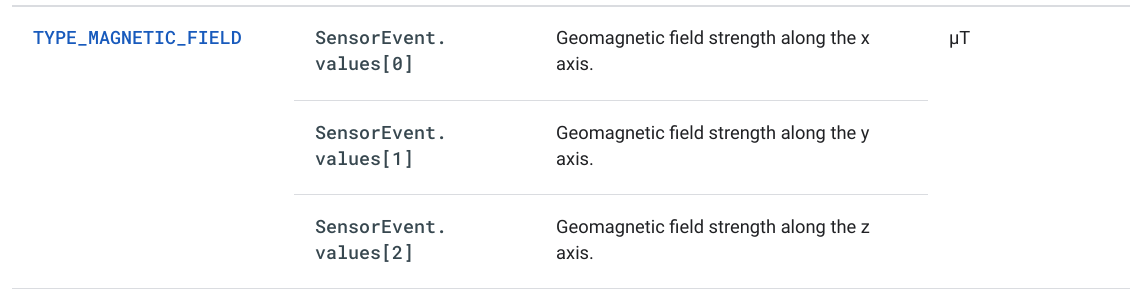 TYPE_MAGNETIC_FIELD
SensorEvent.
values[0]
Geomagnetic field strength along the x
axis.
μT
SensorEvent.
values[1]
Geomagnetic field strength along the y
axis.
SensorEvent.
values[2]
Geomagnetic field strength along the z
axis.